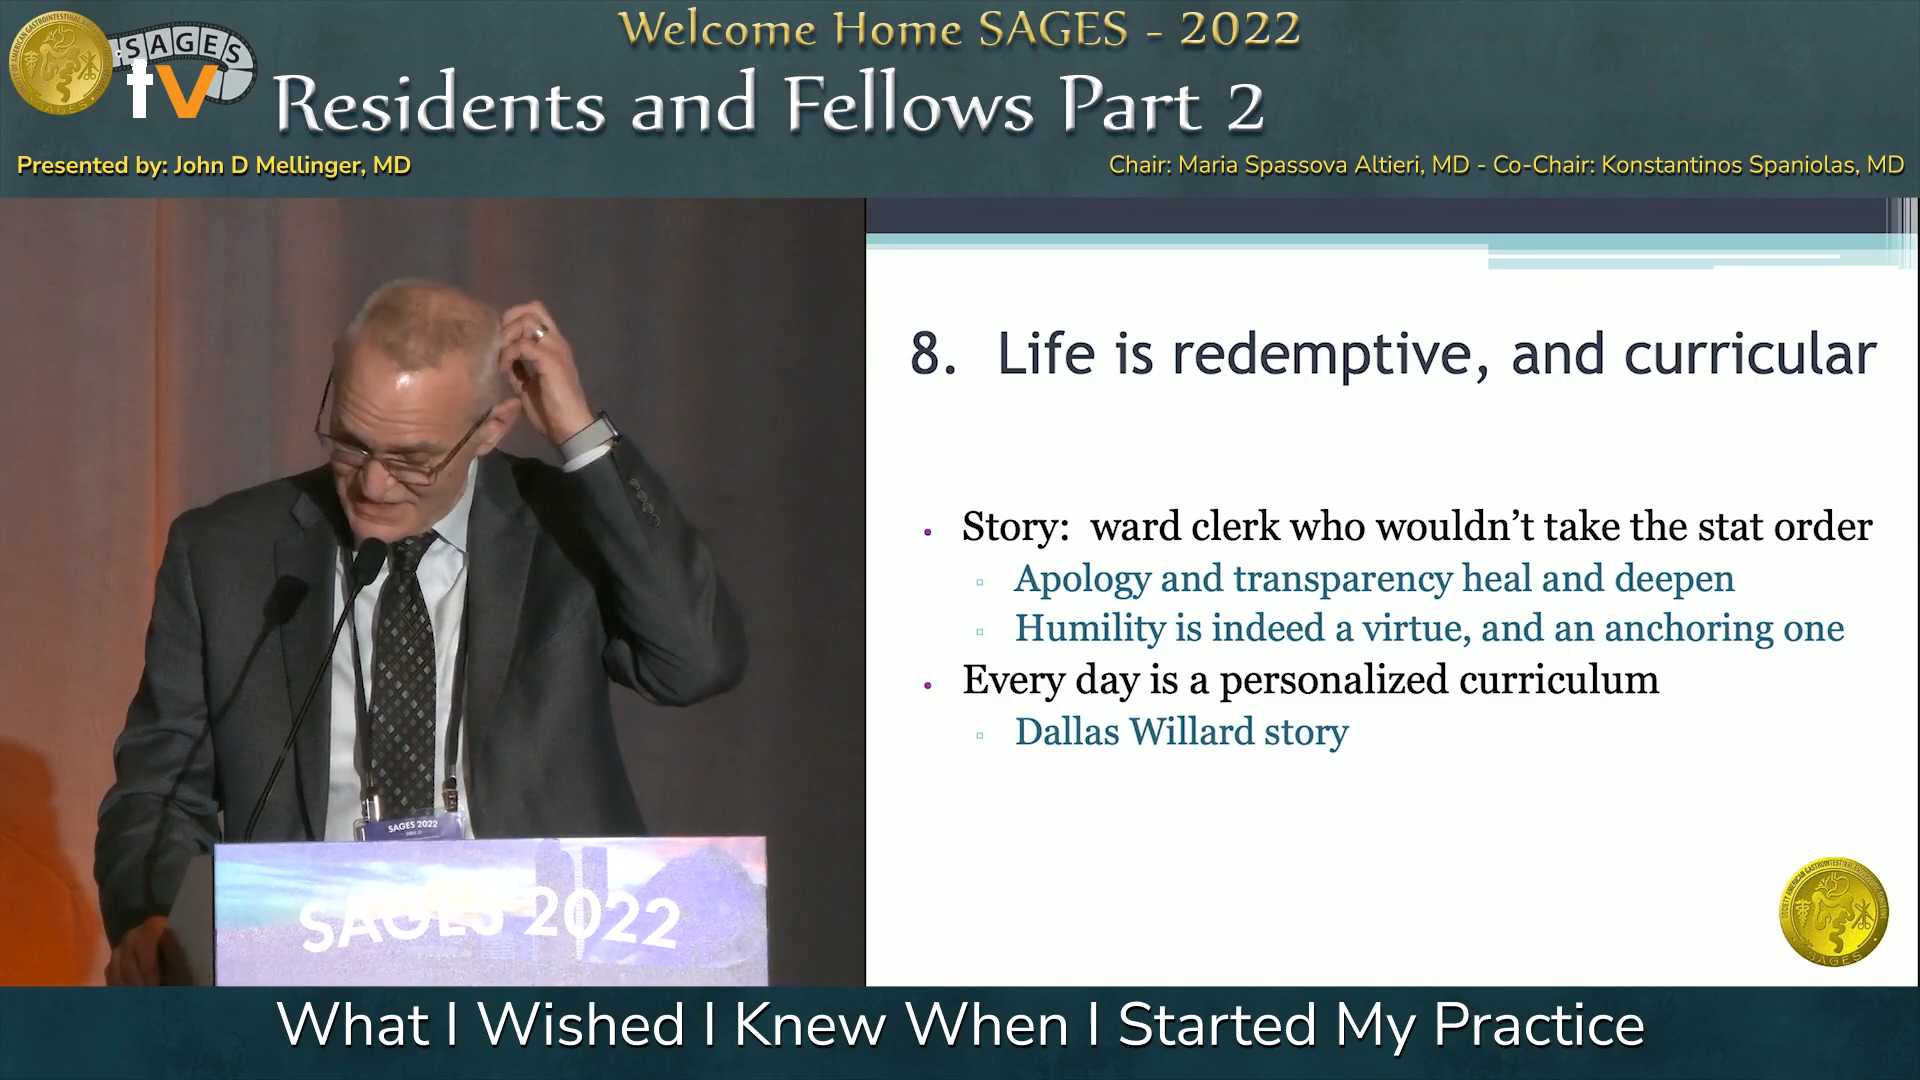 Welcome Home SAGES - 2022
SAGES
tv
Residents and Fellows Part 2
Presented by: John D Mellinger, MD
Chair: Maria Spassova Altieri, MD - Co-Chair: Konstantinos Spaniolas, MD
8. Life is redemptive, and curricular
Story: ward clerk who wouldn’t take the stat order
Apology and transparency heal and deepen
Humility is indeed a virtue, and an anchoring one
Every day is a personalized curriculum
Dallas Willard story
SAGES 2022
SAGES 2022
SAGES
What I Wished I Knew When I Started My Practice